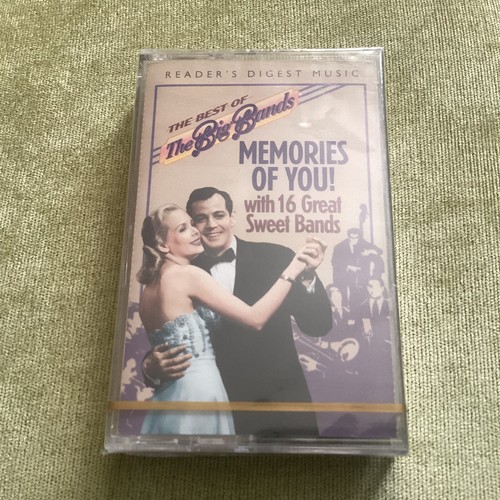 READER'S DIGEST MUSIC
THE BEST OF
The Big Bands
MEMORIES
OF YOU!
with 16 Great
Sweet Bands